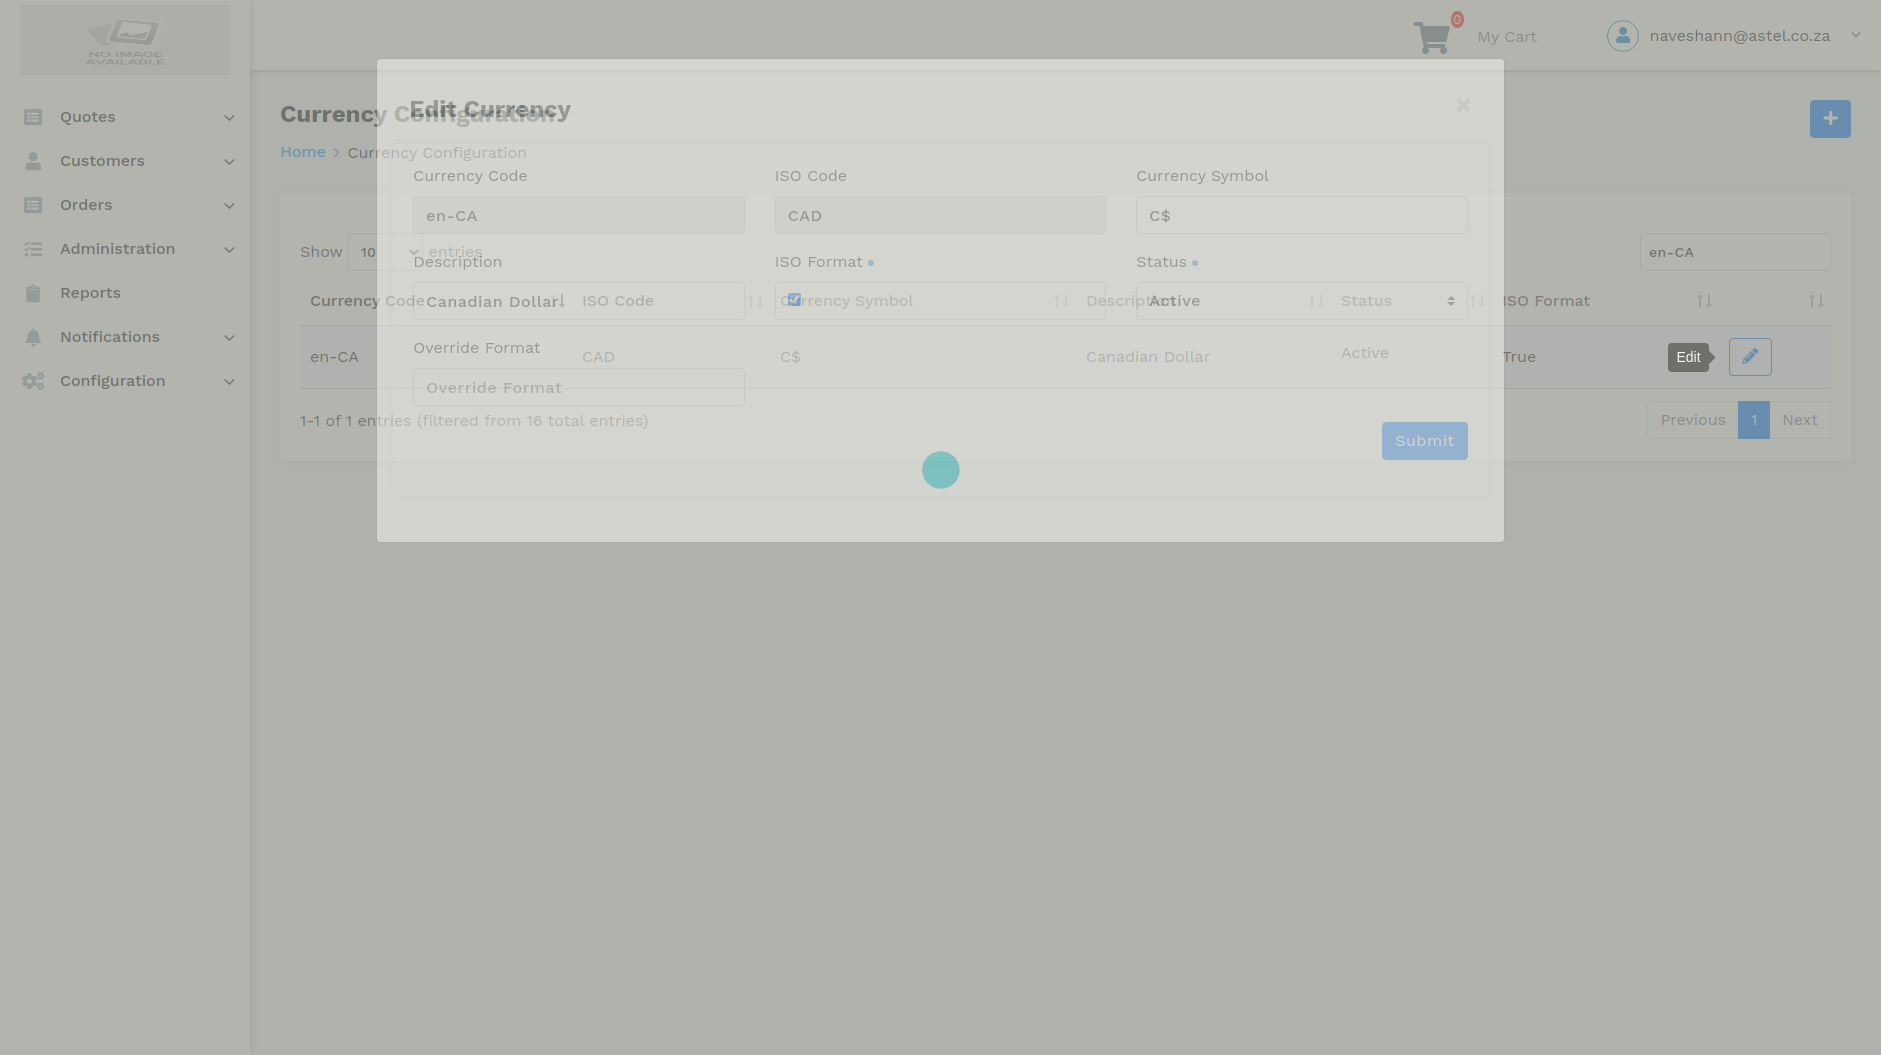 NO IMAGE
AVAILABLE
0
My Cart
naveshann@astel.co.za
Quotes
Customers
Orders
Administration
Reports
Notifications
Configuration
Currency Configuration
Home > Currency Configuration
Show 10 entries
en-CA
Currency Code ISO Code Currency Symbol Description Status ISO Format
en-CA CAD C$ Canadian Dollar Active True
Edit
1-1 of 1 entries (filtered from 16 total entries)
Previous 1 Next
Edit Currency
×
Currency Code ISO Code Currency Symbol
en-CA CAD C$
Description ISO Format Status
Canadian Dollar Active
Override Format
Override Format
Submit